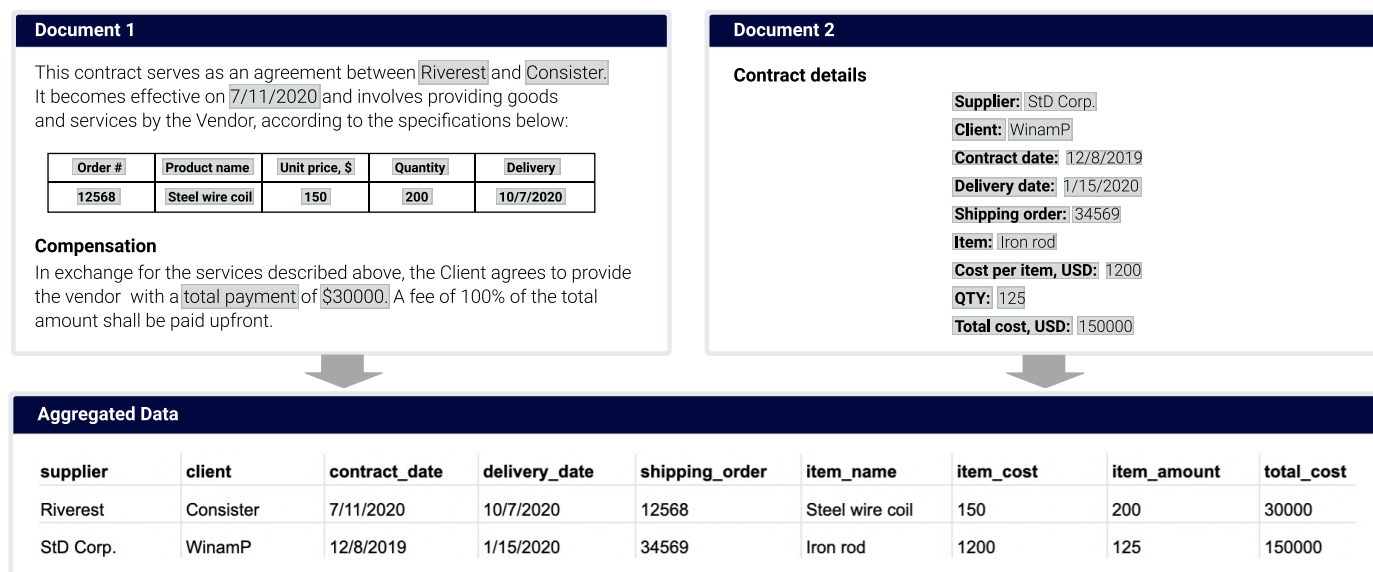 Document 1
This contract serves as an agreement between Riverest and Consister.
It becomes effective on 7/11/2020 and involves providing goods
and services by the Vendor, according to the specifications below:
Order # Product name Unit price, $ Quantity Delivery
12568 Steel wire coil 150 200 10/7/2020
Compensation
In exchange for the services described above, the Client agrees to provide
the vendor with a total payment of $30000. A fee of 100% of the total
amount shall be paid upfront.
Document 2
Contract details
Supplier: StD Corp.
Client: WinamP
Contract date: 12/8/2019
Delivery date: 1/15/2020
Shipping order: 34569
Item: Iron rod
Cost per item, USD: 1200
QTY: 125
Total cost, USD: 150000
Aggregated Data
supplier client contract_date delivery_date shipping_order item_name item_cost item_amount total_cost
Riverest Consister 7/11/2020 10/7/2020 12568 Steel wire coil 150 200 30000
StD Corp. WinamP 12/8/2019 1/15/2020 34569 Iron rod 1200 125 150000